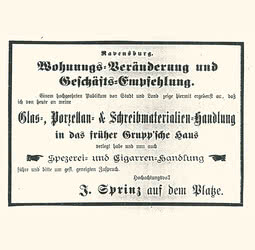 Ravensburg.
Wohnungs-Veränderung und
Geschäfts-Empfehlung.
Einem hochgeehrten Publikum von Stadt und Land zeige hiermit ergebenst an, daß
ich von heute an meine
Glas-, Porzellan- & Schreibmaterialien-Handlung
in das früher Grupp'sche Haus
verlegt habe und nun auch
Spezerei- und Cigarren-Handlung
führe und bitte um gefl. geneigten Zuspruch.
Hochachtungsvoll
J. Sprinz auf dem Platze.